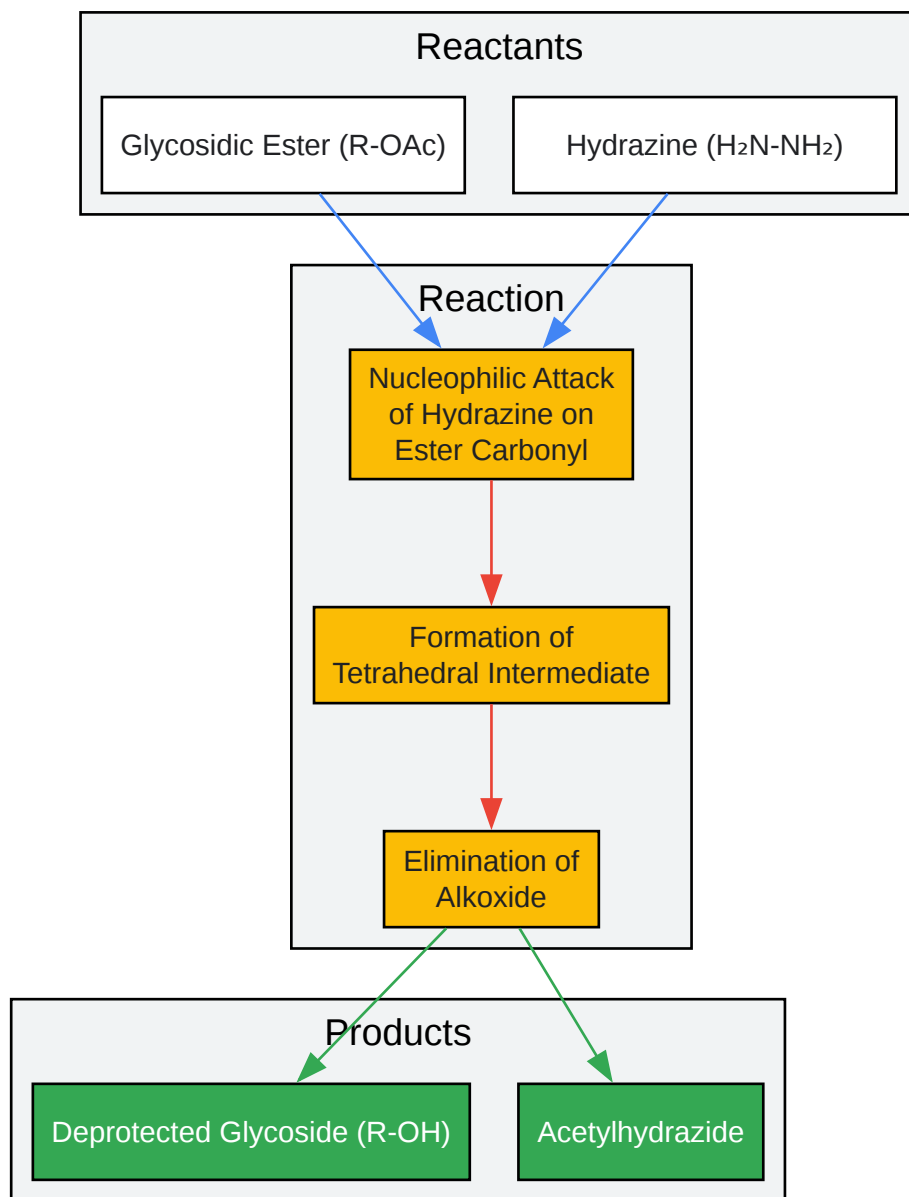 Reactants
Glycosidic Ester (R-OAc)
Hydrazine (H₂N-NH₂)
Reaction
Nucleophilic Attack
of Hydrazine on
Ester Carbonyl
Formation of
Tetrahedral Intermediate
Elimination of
Alkoxide
Products
Deprotected Glycoside (R-OH)
Acetylhydrazide